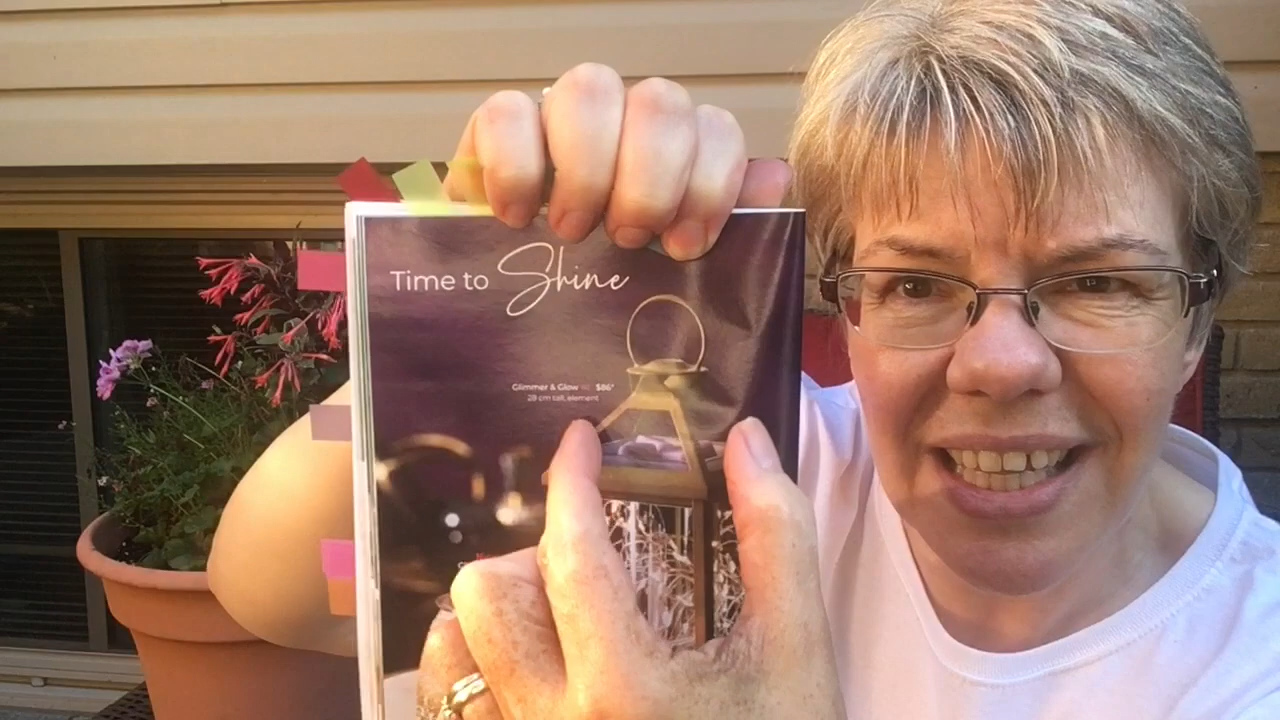 Time to Shine
Glimmer & Glow $86*
28 cm tall, element